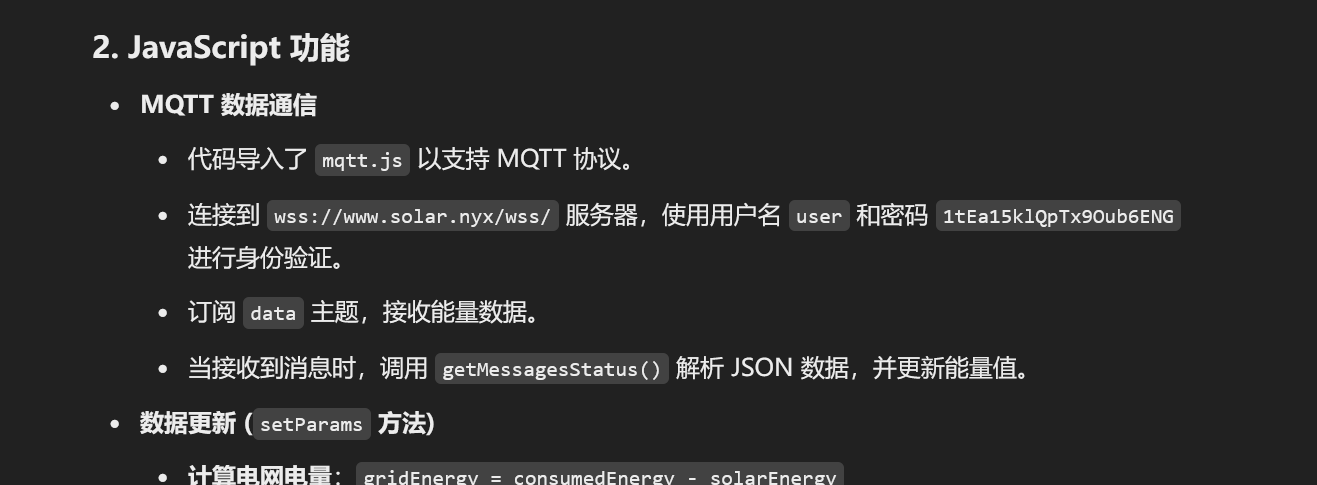 2. JavaScript 功能
• MQTT 数据通信
• 代码导入了 mqtt.js 以支持 MQTT 协议。
• 连接到 wss://www.solar.nyx/wss/ 服务器，使用用户名 user 和密码 1tEa15klQpTx9Oub6ENG
进行身份验证。
• 订阅 data 主题，接收能量数据。
• 当接收到消息时，调用 getMessagesStatus() 解析 JSON 数据，并更新能量值。
• 数据更新 (setParams 方法)
• 计算电网电量：gridEnergy = consumedEnergy - solarEnergy